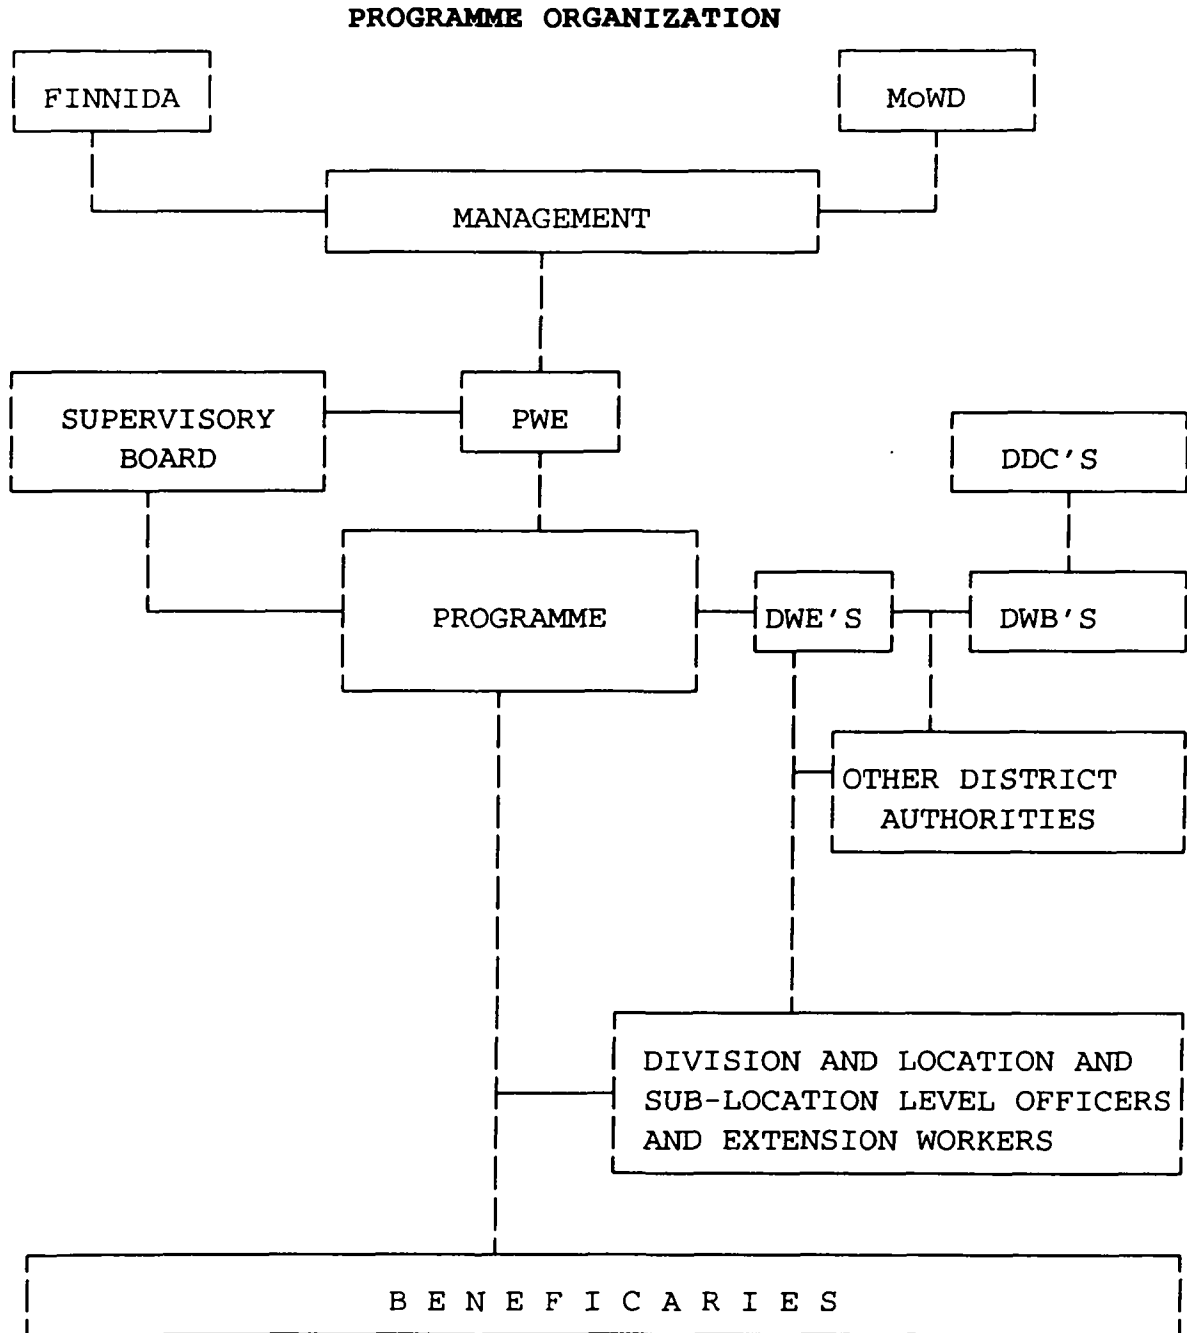 PROGRAMME ORGANIZATION
FINNIDA
MoWD
MANAGEMENT
SUPERVISORY
BOARD
PWE
DDC'S
PROGRAMME
DWE'S
DWB'S
OTHER DISTRICT
AUTHORITIES
DIVISION AND LOCATION AND
SUB-LOCATION LEVEL OFFICERS
AND EXTENSION WORKERS
B E N E F I C A R I E S